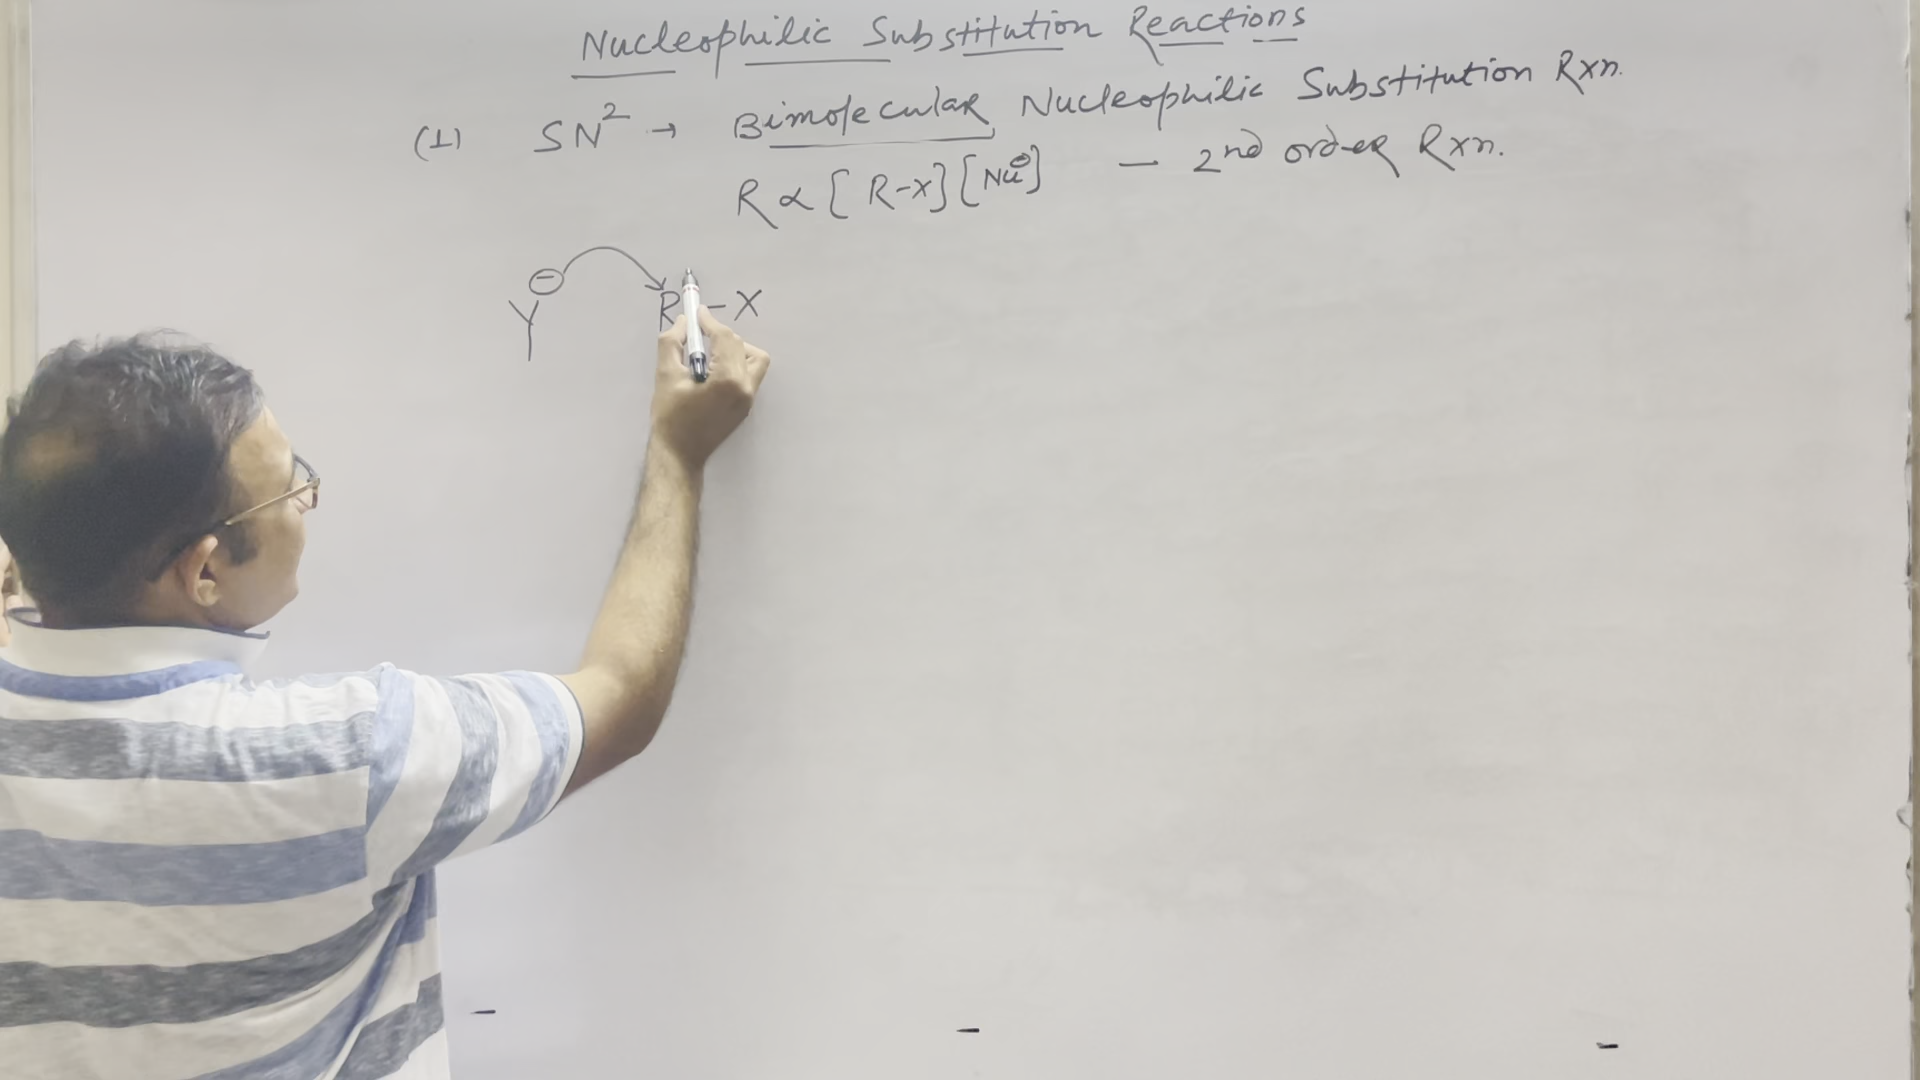 Nucleophilic Substitution Reactions
(1) SN² → Bimolecular Nucleophilic Substitution Rxn.
R ∝ [R-X][Nu⊖] — 2nd order Rxn.
Y⊖ R-X